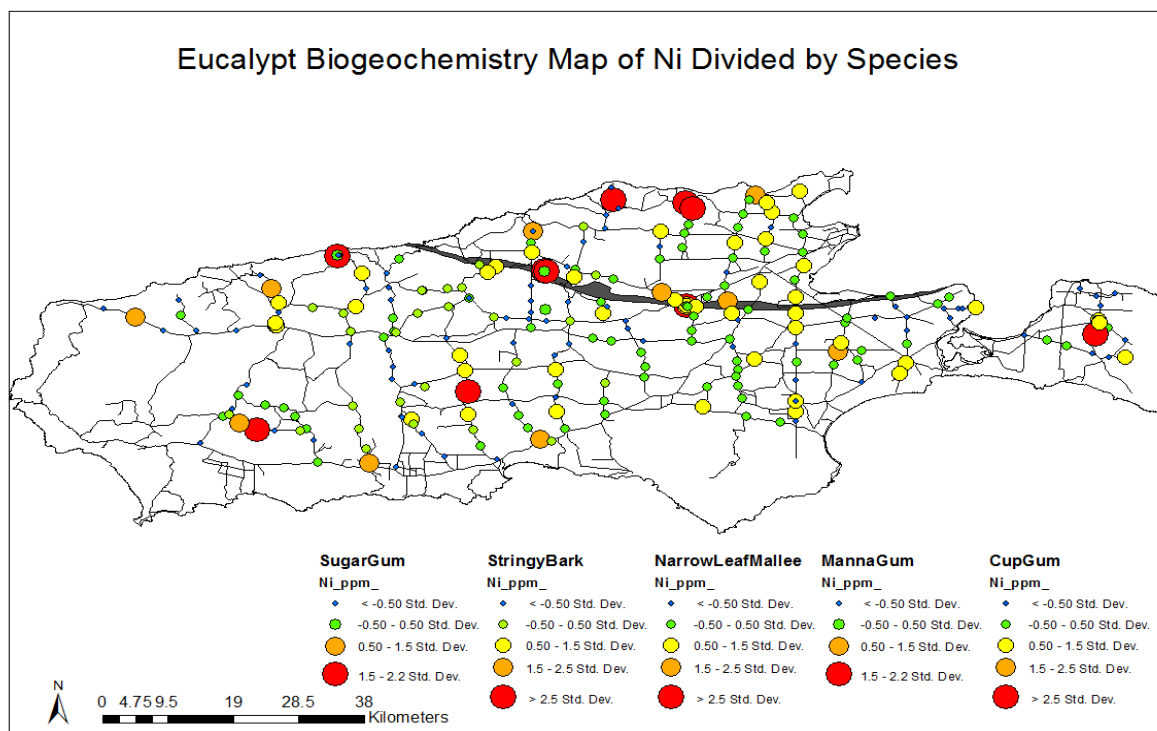 Eucalypt Biogeochemistry Map of Ni Divided by Species
SugarGum
Ni_ppm_
< -0.50 Std. Dev.
-0.50 - 0.50 Std. Dev.
0.50 - 1.5 Std. Dev.
1.5 - 2.2 Std. Dev.
StringyBark
Ni_ppm_
< -0.50 Std. Dev.
-0.50 - 0.50 Std. Dev.
0.50 - 1.5 Std. Dev.
1.5 - 2.5 Std. Dev.
> 2.5 Std. Dev.
NarrowLeafMallee
Ni_ppm_
< -0.50 Std. Dev.
-0.50 - 0.50 Std. Dev.
0.50 - 1.5 Std. Dev.
1.5 - 2.5 Std. Dev.
> 2.5 Std. Dev.
MannaGum
Ni_ppm_
< -0.50 Std. Dev.
-0.50 - 0.50 Std. Dev.
0.50 - 1.5 Std. Dev.
1.5 - 2.2 Std. Dev.
CupGum
Ni_ppm_
< -0.50 Std. Dev.
-0.50 - 0.50 Std. Dev.
0.50 - 1.5 Std. Dev.
1.5 - 2.5 Std. Dev.
> 2.5 Std. Dev.
N
0 4.75 9.5 19 28.5 38
Kilometers